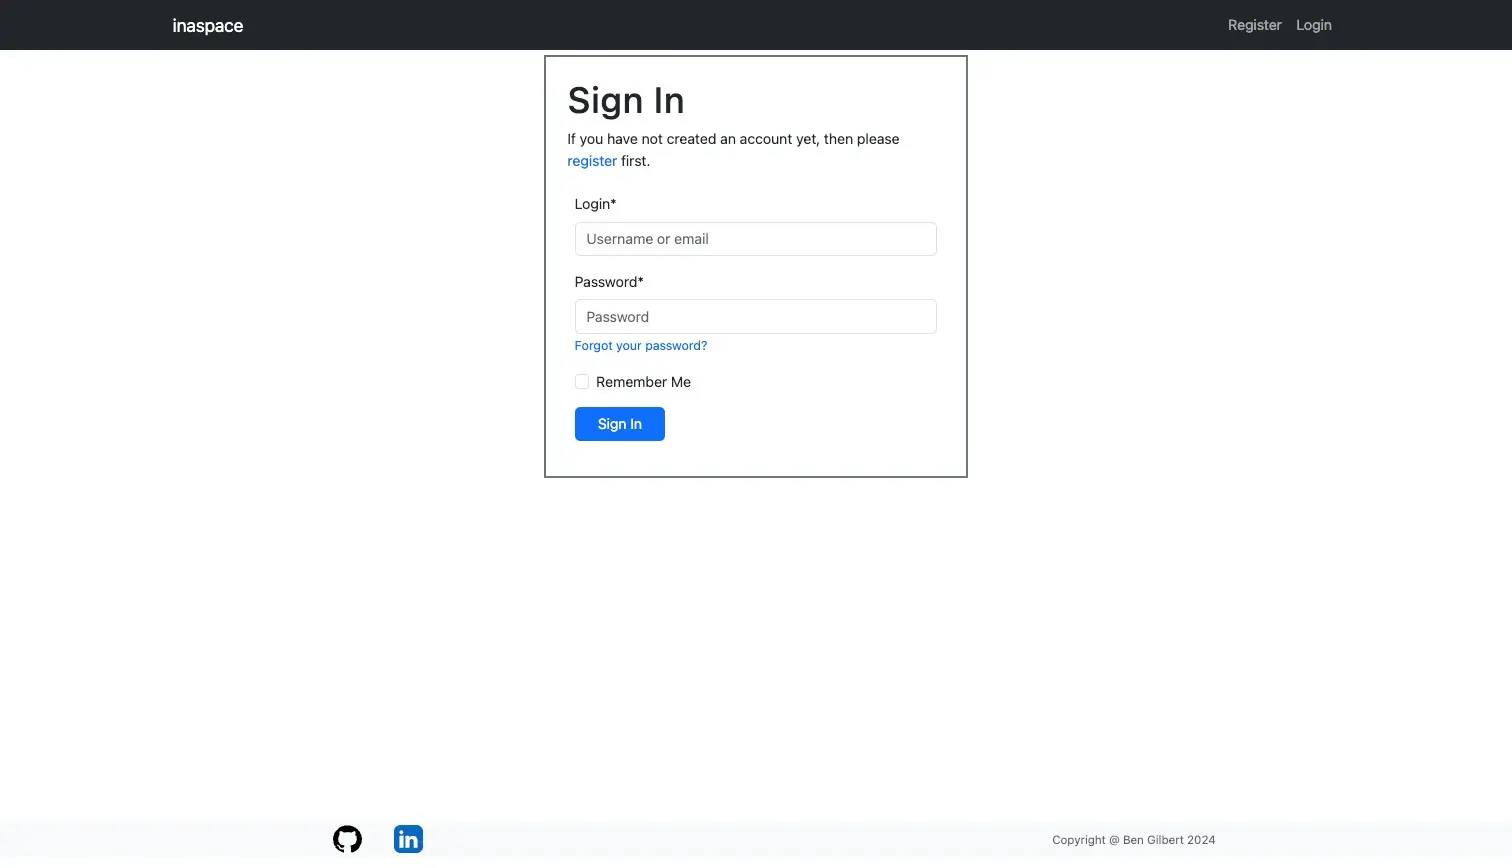 inaspace
Register
Login
Sign In
If you have not created an account yet, then please
register first.
Login*
Username or email
Password*
Password
Forgot your password?
Remember Me
Sign In
in
Copyright @ Ben Gilbert 2024